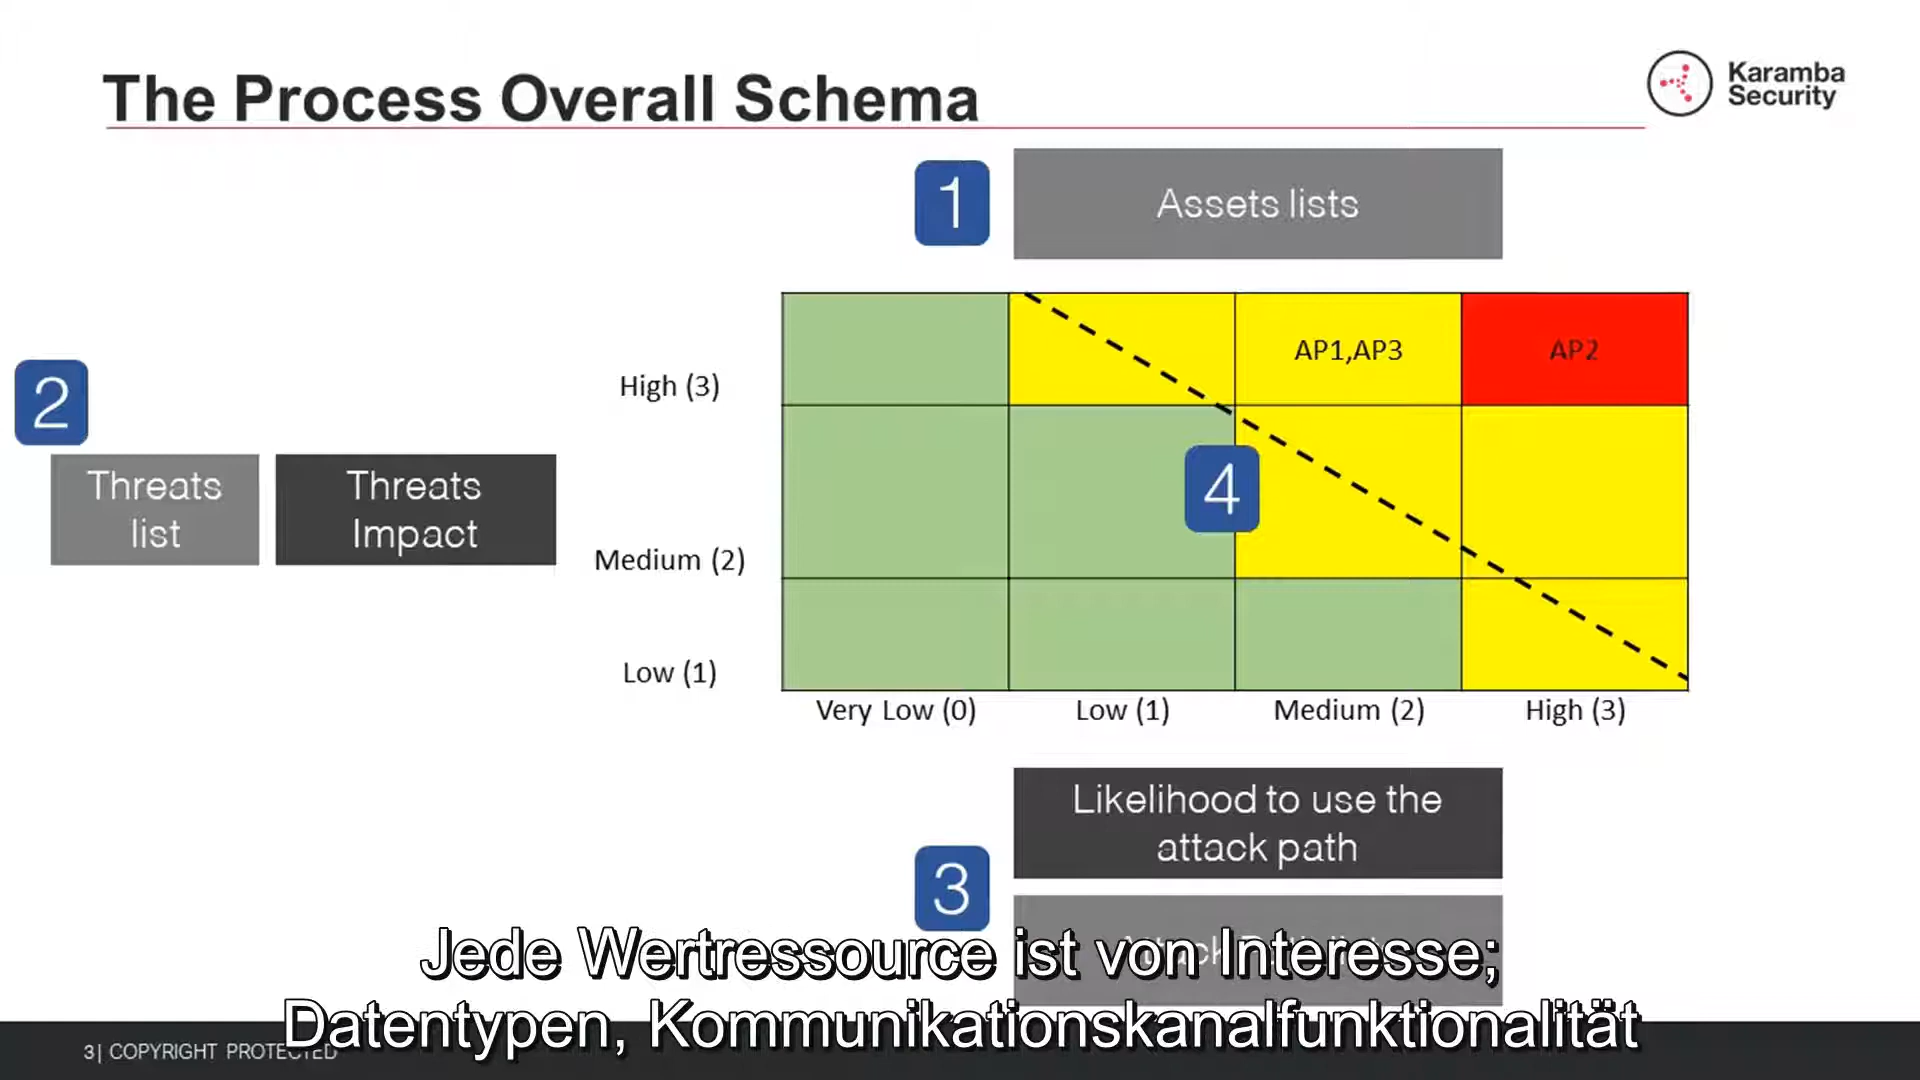 The Process Overall Schema
Karamba
Security
1
Assets lists
AP1,AP3
AP2
High (3)
2
4
Threats
list
Threats
Impact
Medium (2)
Low (1)
Very Low (0)
Low (1)
Medium (2)
High (3)
Likelihood to use the
attack path
3
Jede Wertressource ist von Interesse;
Datentypen, Kommunikationskanalfunktionalität
3| COPYRIGHT PROTECTED